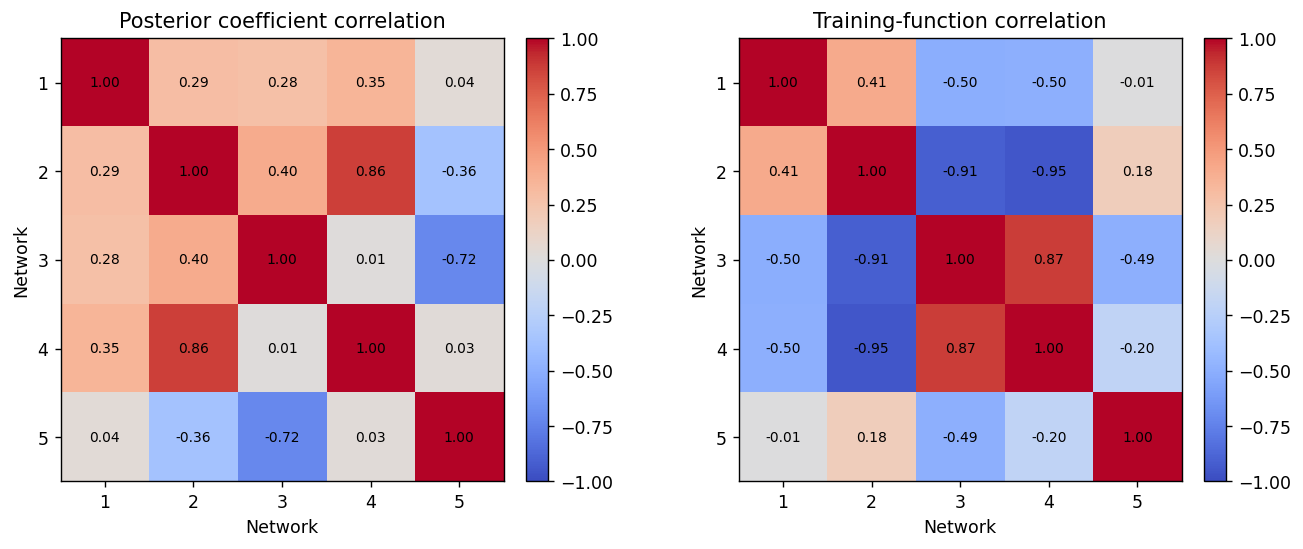 Posterior coefficient correlation
Network
1
2
3
4
5
1.00 0.29 0.28 0.35 0.04
0.29 1.00 0.40 0.86 -0.36
0.28 0.40 1.00 0.01 -0.72
0.35 0.86 0.01 1.00 0.03
0.04 -0.36 -0.72 0.03 1.00
1 2 3 4 5
Network
1.00
0.75
0.50
0.25
0.00
−0.25
−0.50
−0.75
−1.00
Training-function correlation
Network
1
2
3
4
5
1.00 0.41 -0.50 -0.50 -0.01
0.41 1.00 -0.91 -0.95 0.18
-0.50 -0.91 1.00 0.87 -0.49
-0.50 -0.95 0.87 1.00 -0.20
-0.01 0.18 -0.49 -0.20 1.00
1 2 3 4 5
Network
1.00
0.75
0.50
0.25
0.00
−0.25
−0.50
−0.75
−1.00